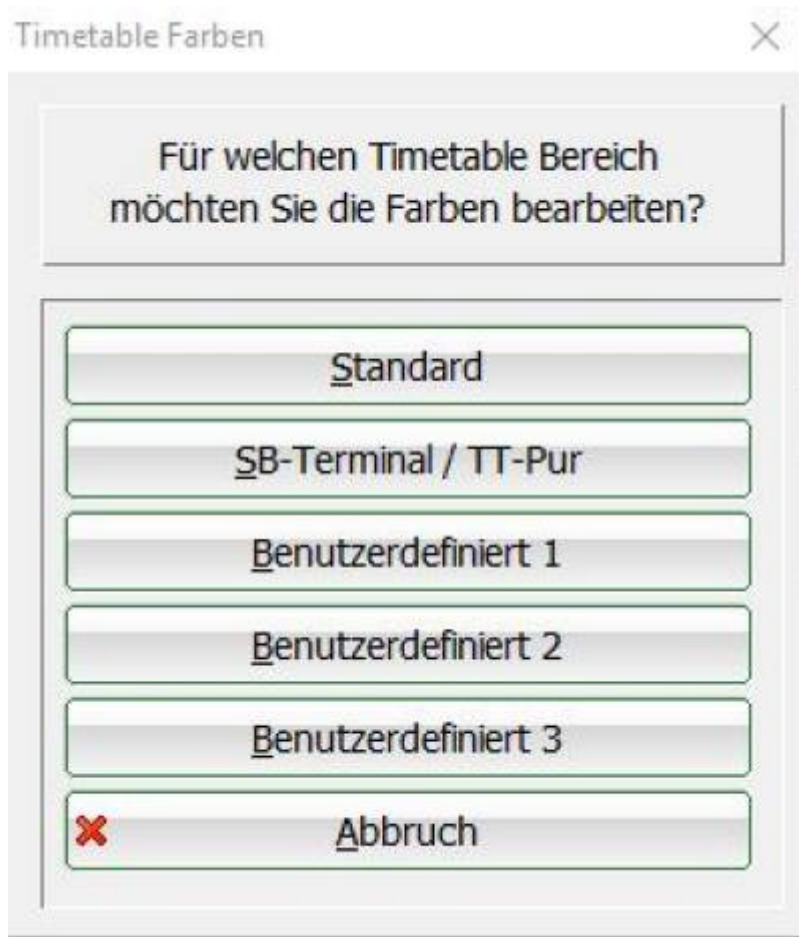 Timetable Farben
Für welchen Timetable Bereich
möchten Sie die Farben bearbeiten?
Standard
SB-Terminal / TT-Pur
Benutzerdefiniert 1
Benutzerdefiniert 2
Benutzerdefiniert 3
Abbruch